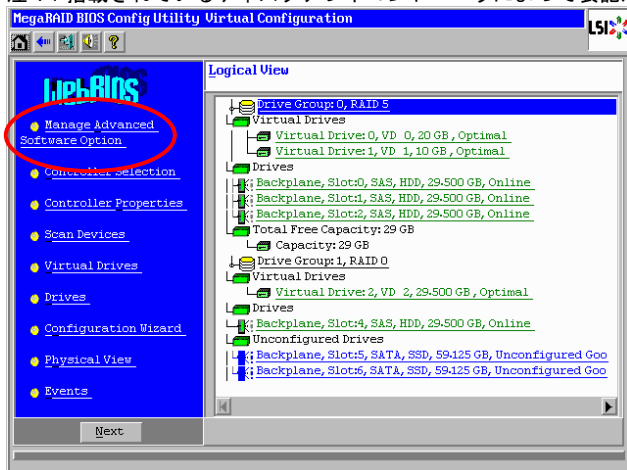 MegaRAID BIOS Config Utility Virtual Configuration
LSI
WebBIOS
Manage Advanced
Software Option
Controller Selection
Controller Properties
Scan Devices
Virtual Drives
Drives
Configuration Wizard
Physical View
Events
Next
Logical View
Drive Group: 0, RAID 5
Virtual Drives
Virtual Drive: 0, VD 0, 20 GB , Optimal
Virtual Drive: 1, VD 1, 10 GB , Optimal
Drives
Backplane, Slot:0, SAS, HDD, 29.500 GB, Online
Backplane, Slot:1, SAS, HDD, 29.500 GB, Online
Backplane, Slot:2, SAS, HDD, 29.500 GB, Online
Total Free Capacity: 29 GB
Capacity: 29 GB
Drive Group: 1, RAID 0
Virtual Drives
Virtual Drive: 2, VD 2, 29.500 GB , Optimal
Drives
Backplane, Slot:4, SAS, HDD, 29.500 GB, Online
Unconfigured Drives
Backplane, Slot:5, SATA, SSD, 59.125 GB, Unconfigured Goo
Backplane, Slot:6, SATA, SSD, 59.125 GB, Unconfigured Goo